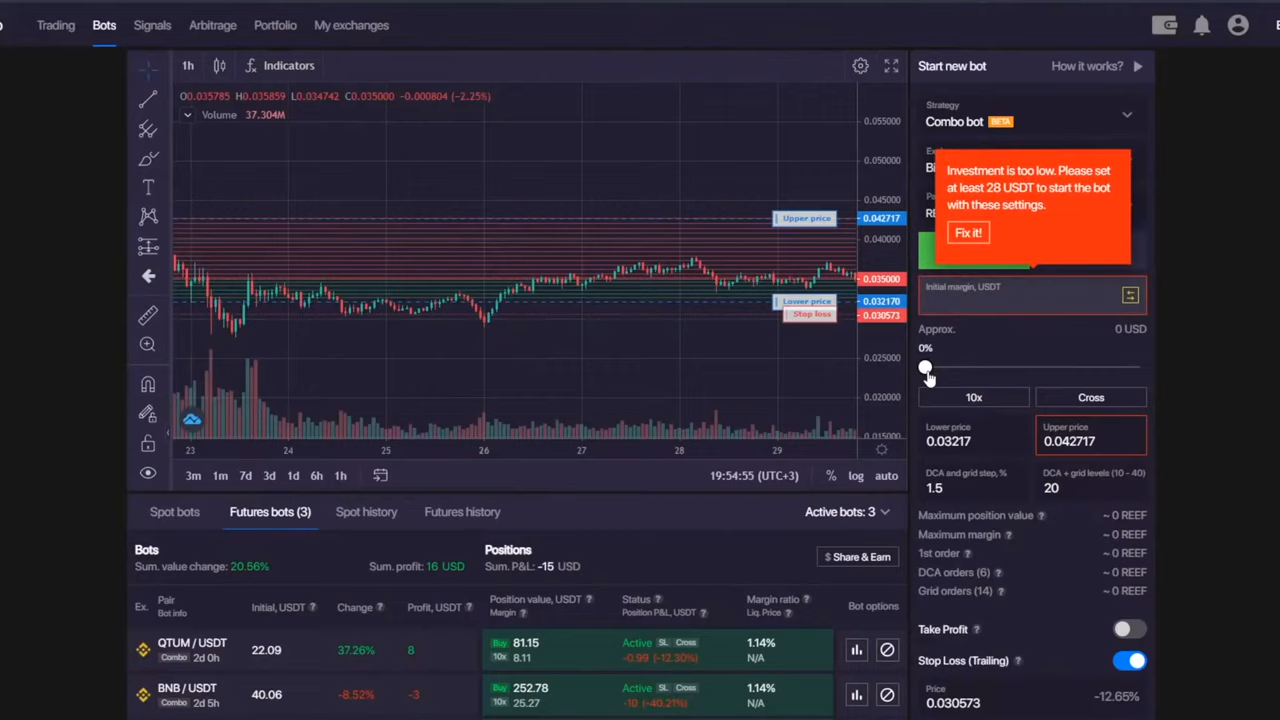 Trading Bots Signals Arbitrage Portfolio My exchanges
1h Indicators
O0.035785 H0.035859 L0.034742 C0.035000 -0.000804 (-2.25%)
Volume 37.304M
0.055000
0.050000
0.045000
Upper price 0.042717
0.040000
0.035000
Lower price 0.032170
Stop loss 0.030573
0.025000
0.020000
0.015000
23 24 25 26 27 28 29
3m 1m 7d 3d 1d 6h 1h 19:54:55 (UTC+3) % log auto
Start new bot How it works?
Strategy
Combo bot BETA
Investment is too low. Please set
at least 28 USDT to start the bot
with these settings.
Fix it!
Initial margin, USDT
Approx. 0 USD
0%
10x Cross
Lower price Upper price
0.03217 0.042717
DCA and grid step, % DCA + grid levels (10 - 40)
1.5 20
Maximum position value ? ~ 0 REEF
Maximum margin ? ~ 0 REEF
1st order ? ~ 0 REEF
DCA orders (6) ? ~ 0 REEF
Grid orders (14) ? ~ 0 REEF
Take Profit ?
Stop Loss (Trailing) ?
Price
0.030573 -12.65%
Spot bots Futures bots (3) Spot history Futures history Active bots: 3
Bots Positions
Sum. value change: 20.56% Sum. profit: 16 USD Sum. P&L: -15 USD $ Share & Earn
Ex. Pair Initial, USDT ? Change ? Profit, USDT ? Position value, USDT ? Status ? Margin ratio ? Bot options
Bot info Margin ? Position P&L, USDT ? Liq. Price ?
QTUM / USDT 22.09 37.26% 8 Buy 81.15 Active SL Cross 1.14%
Combo 2d 0h 10x 8.11 -0.99 (-12.30%) N/A
BNB / USDT 40.06 -8.52% -3 Buy 252.78 Active SL Cross 1.14%
Combo 2d 5h 10x 25.27 -10 (-40.21%) N/A